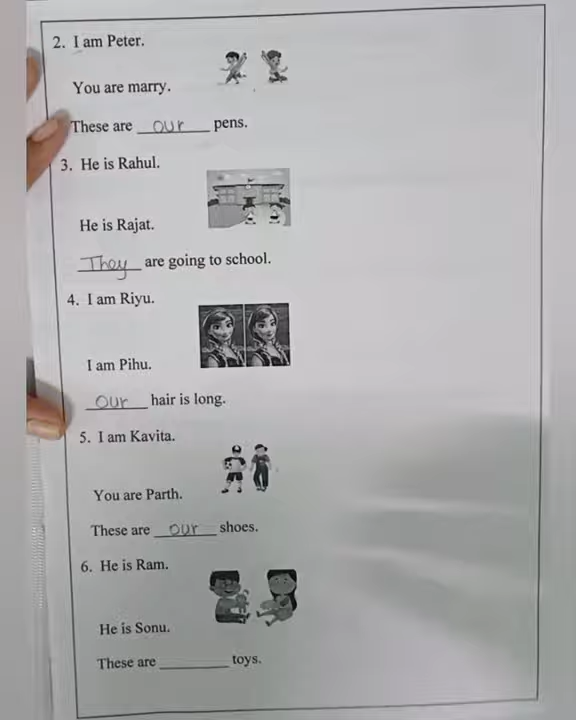 2. I am Peter.
You are marry.
These are our pens.
3. He is Rahul.
He is Rajat.
They are going to school.
4. I am Riyu.
I am Pihu.
our hair is long.
5. I am Kavita.
You are Parth.
These are our shoes.
6. He is Ram.
He is Sonu.
These are ________ toys.